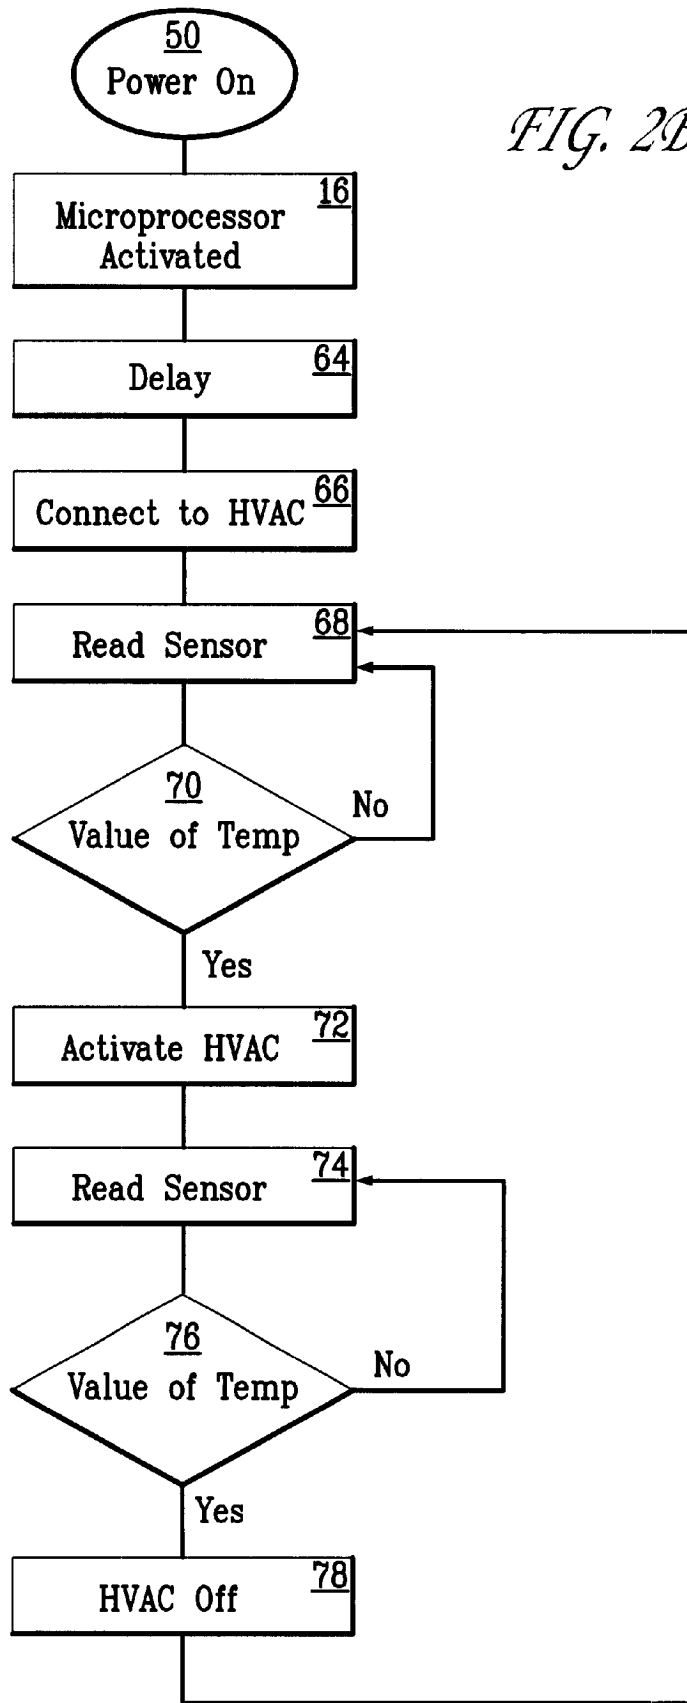 50
Power On
FIG. 2B
16
Microprocessor
Activated
64
Delay
66
Connect to HVAC
68
Read Sensor
70
Value of Temp
No
Yes
72
Activate HVAC
74
Read Sensor
76
Value of Temp
No
Yes
78
HVAC Off